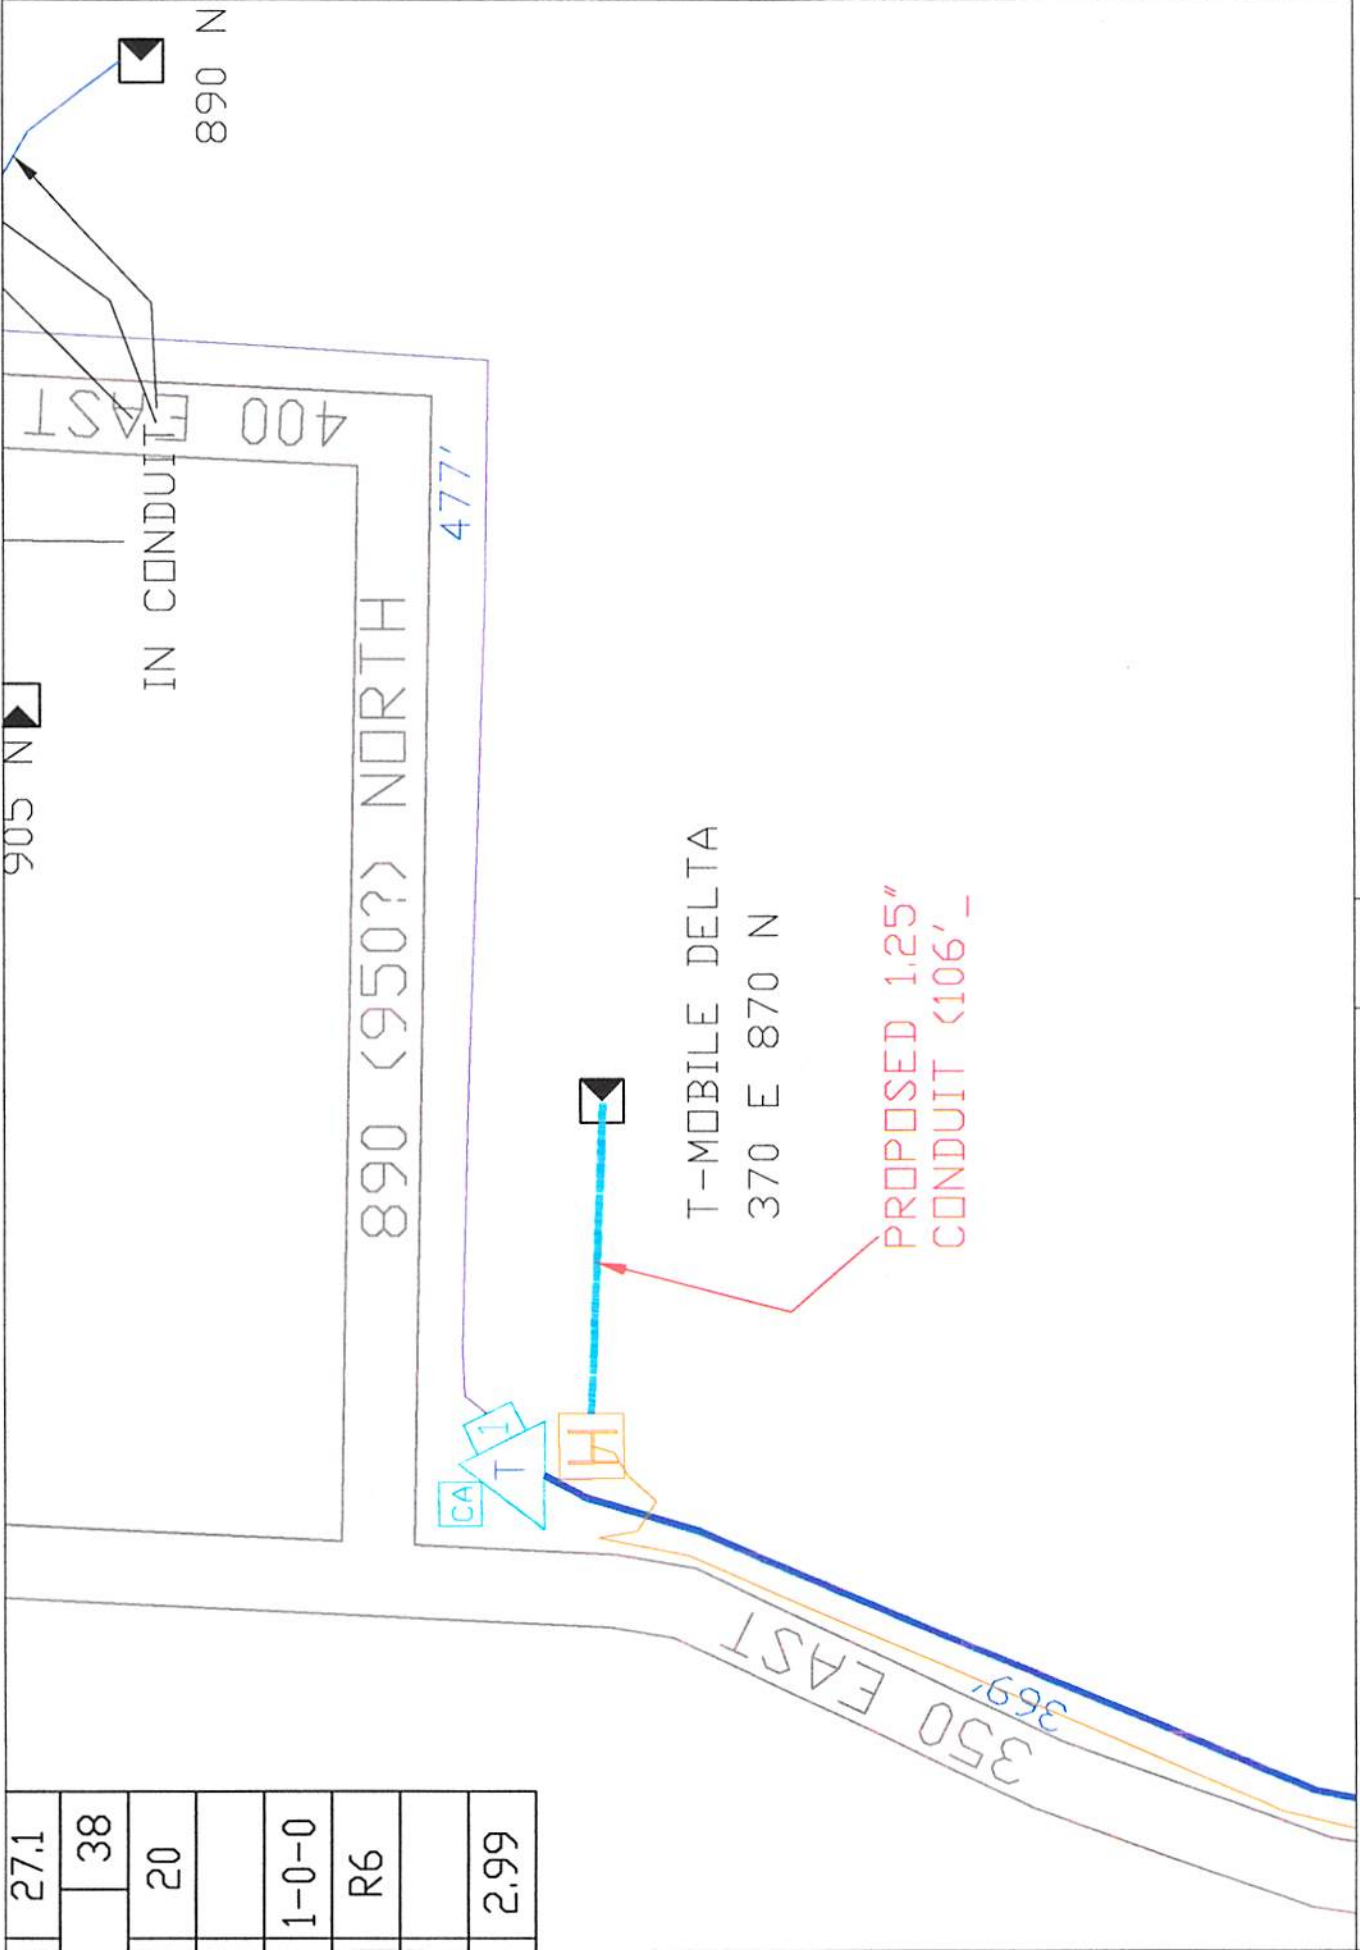 890 N
400 EAST
IN CONDUIT
477'
905 N
890 (950?) NORTH
T-MOBILE DELTA
370 E 870 N
PROPOSED 1.25"
CONDUIT (106'_
1
T
CA
H
350 EAST
369'
27.1
38
20
1-0-0
R6
2.99